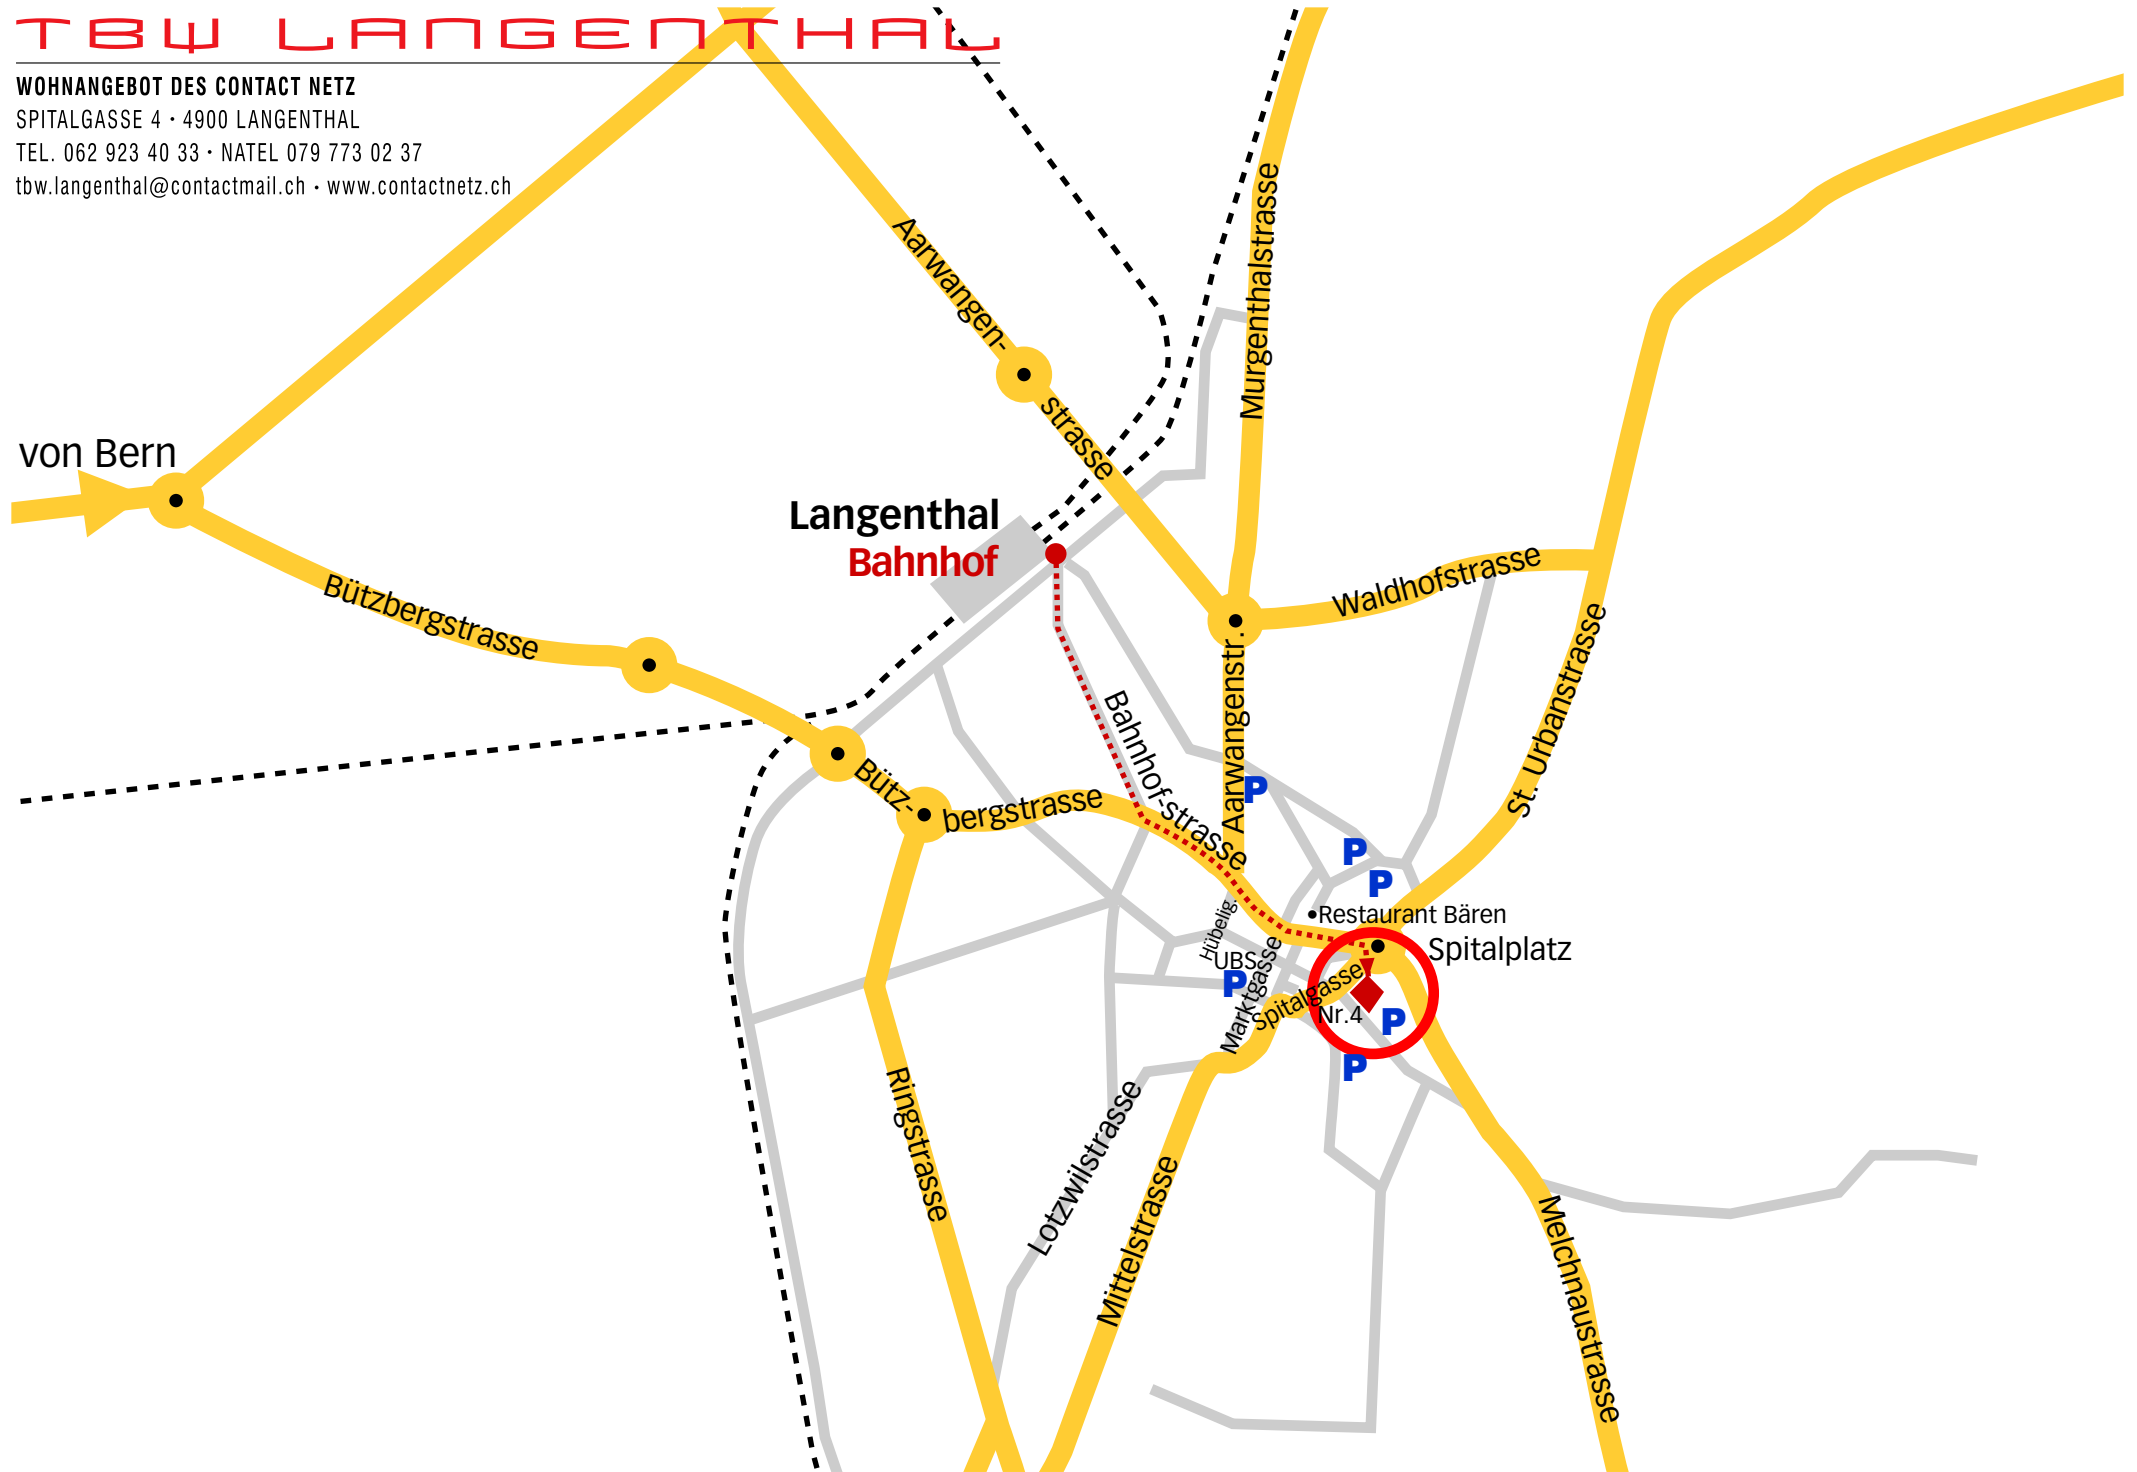 TBW LANGENTHAL
WOHNANGEBOT DES CONTACT NETZ
SPITALGASSE 4 • 4900 LANGENTHAL
TEL. 062 923 40 33 • NATEL 079 773 02 37
tbw.langenthal@contactmail.ch • www.contactnetz.ch
Aarwangen-
strasse
Murgenthalstrasse
von Bern
Langenthal
Bahnhof
Bützbergstrasse
Waldhofstrasse
St. Urbanstrasse
Aarwangenstr.
Bahnhof-strasse
Bütz-
bergstrasse
P
P
P
•Restaurant Bären
Spitalplatz
Hübelig.
UBS
P
Marktgasse
Spitalgasse
Nr.4
P
P
Ringstrasse
Lotzwilstrasse
Mittelstrasse
Melchnaustrasse